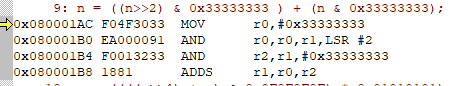 9: n = ((n>>2) & 0x33333333 ) + (n & 0x33333333);
0x080001AC F04F3033 MOV r0,#0x33333333
0x080001B0 EA000091 AND r0,r0,r1,LSR #2
0x080001B4 F0013233 AND r2,r1,#0x33333333
0x080001B8 1881 ADDS r1,r0,r2